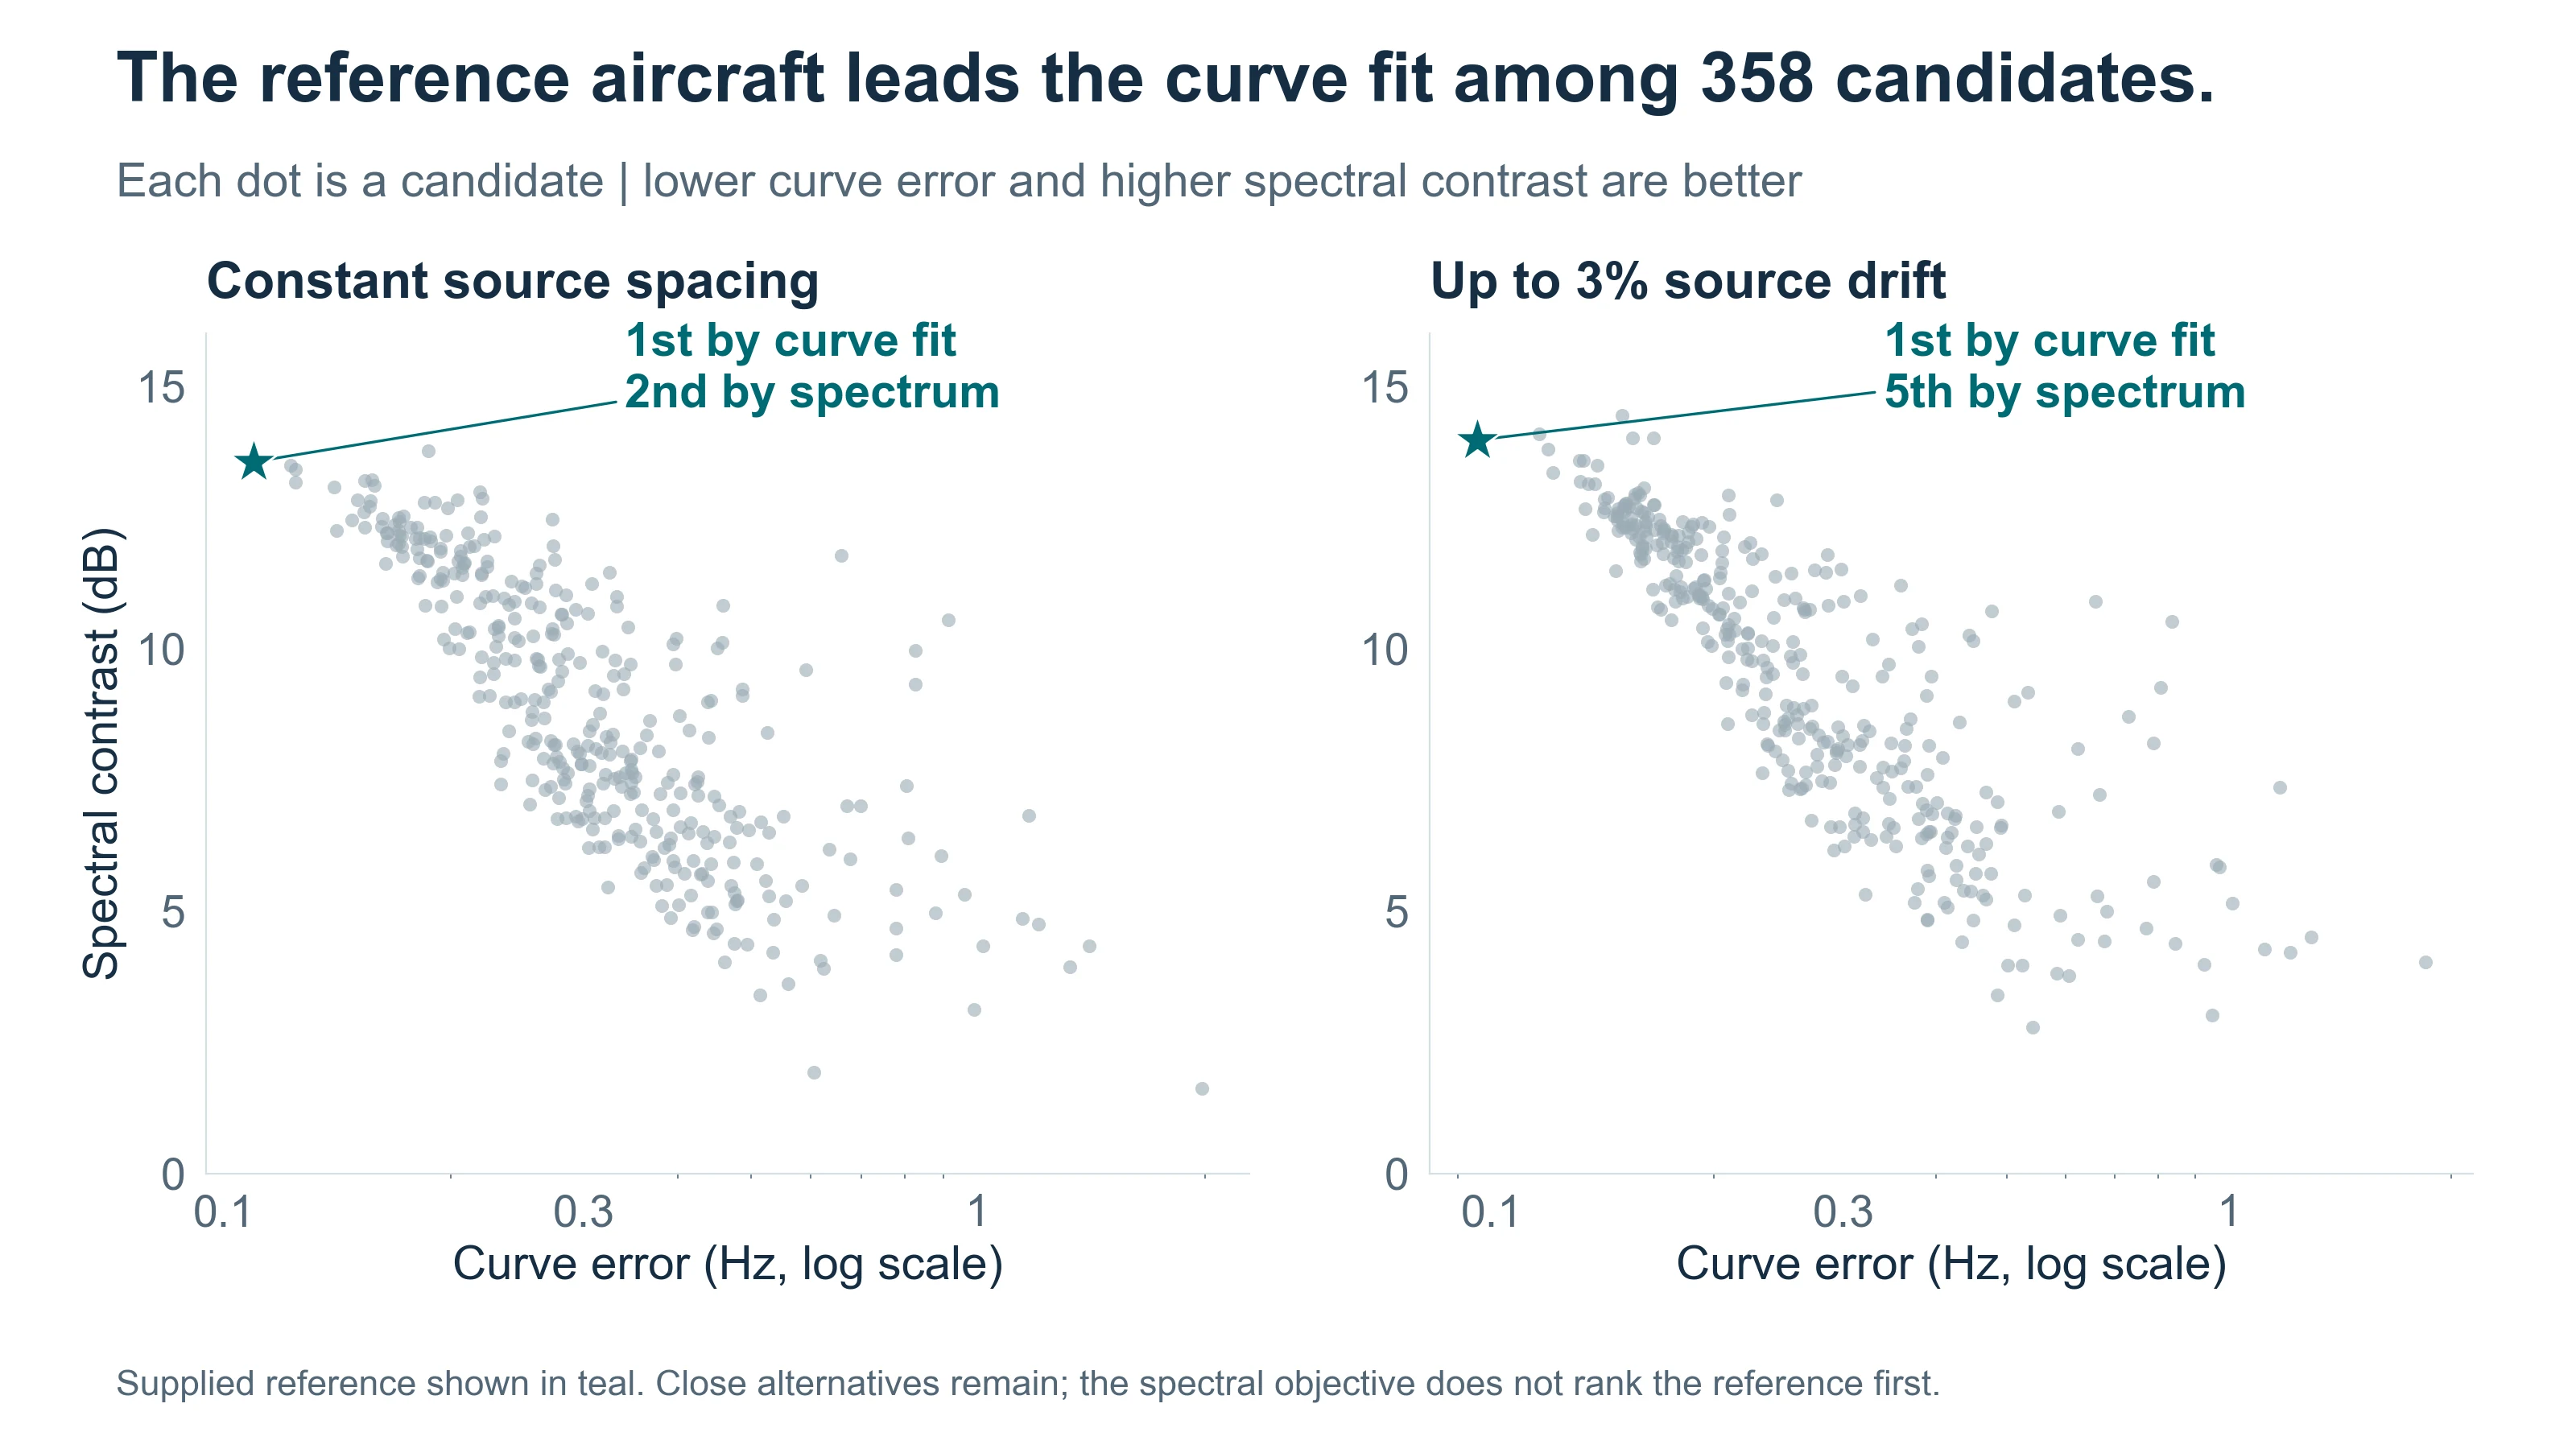 The reference aircraft leads the curve fit among 358 candidates.
Each dot is a candidate | lower curve error and higher spectral contrast are better
Constant source spacing
1st by curve fit
2nd by spectrum
15
10
5
0
Spectral contrast (dB)
0.1
0.3
1
Curve error (Hz, log scale)
Up to 3% source drift
1st by curve fit
5th by spectrum
15
10
5
0
0.1
0.3
1
Curve error (Hz, log scale)
Supplied reference shown in teal. Close alternatives remain; the spectral objective does not rank the reference first.